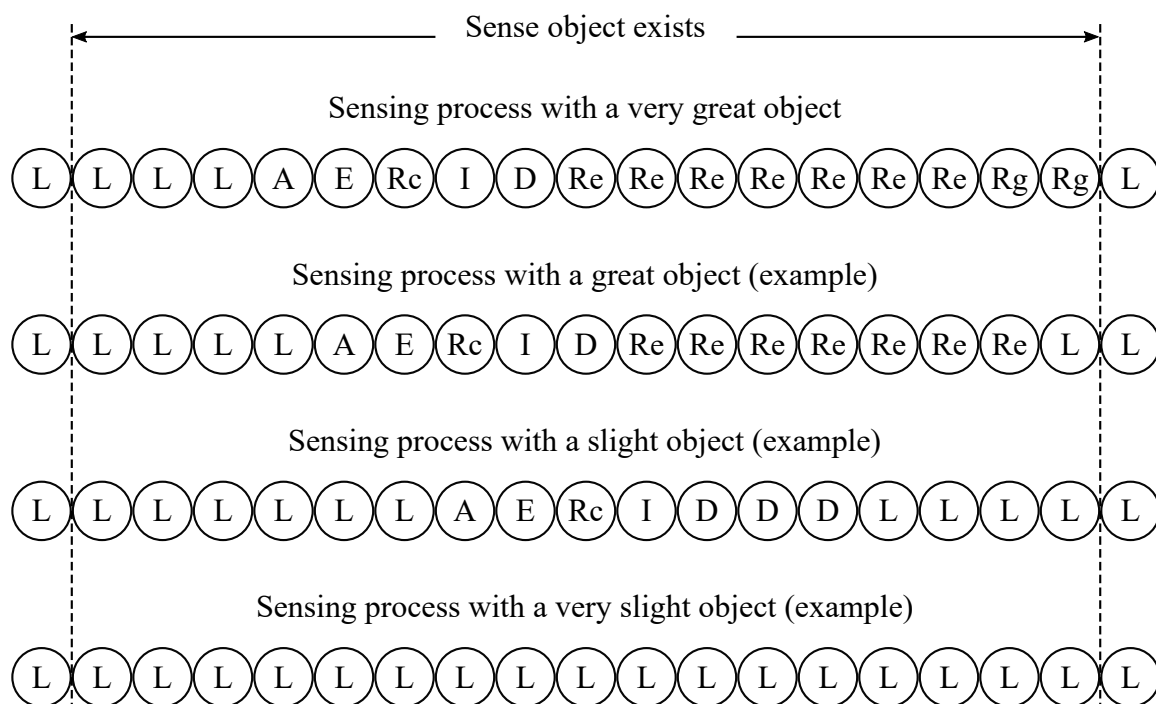 Sense object exists
Sensing process with a very great object
L L L L A E Rc I D Re Re Re Re Re Re Re Rg Rg L
Sensing process with a great object (example)
L L L L L A E Rc I D Re Re Re Re Re Re Re L L
Sensing process with a slight object (example)
L L L L L L L A E Rc I D D D L L L L L
Sensing process with a very slight object (example)
L L L L L L L L L L L L L L L L L L L